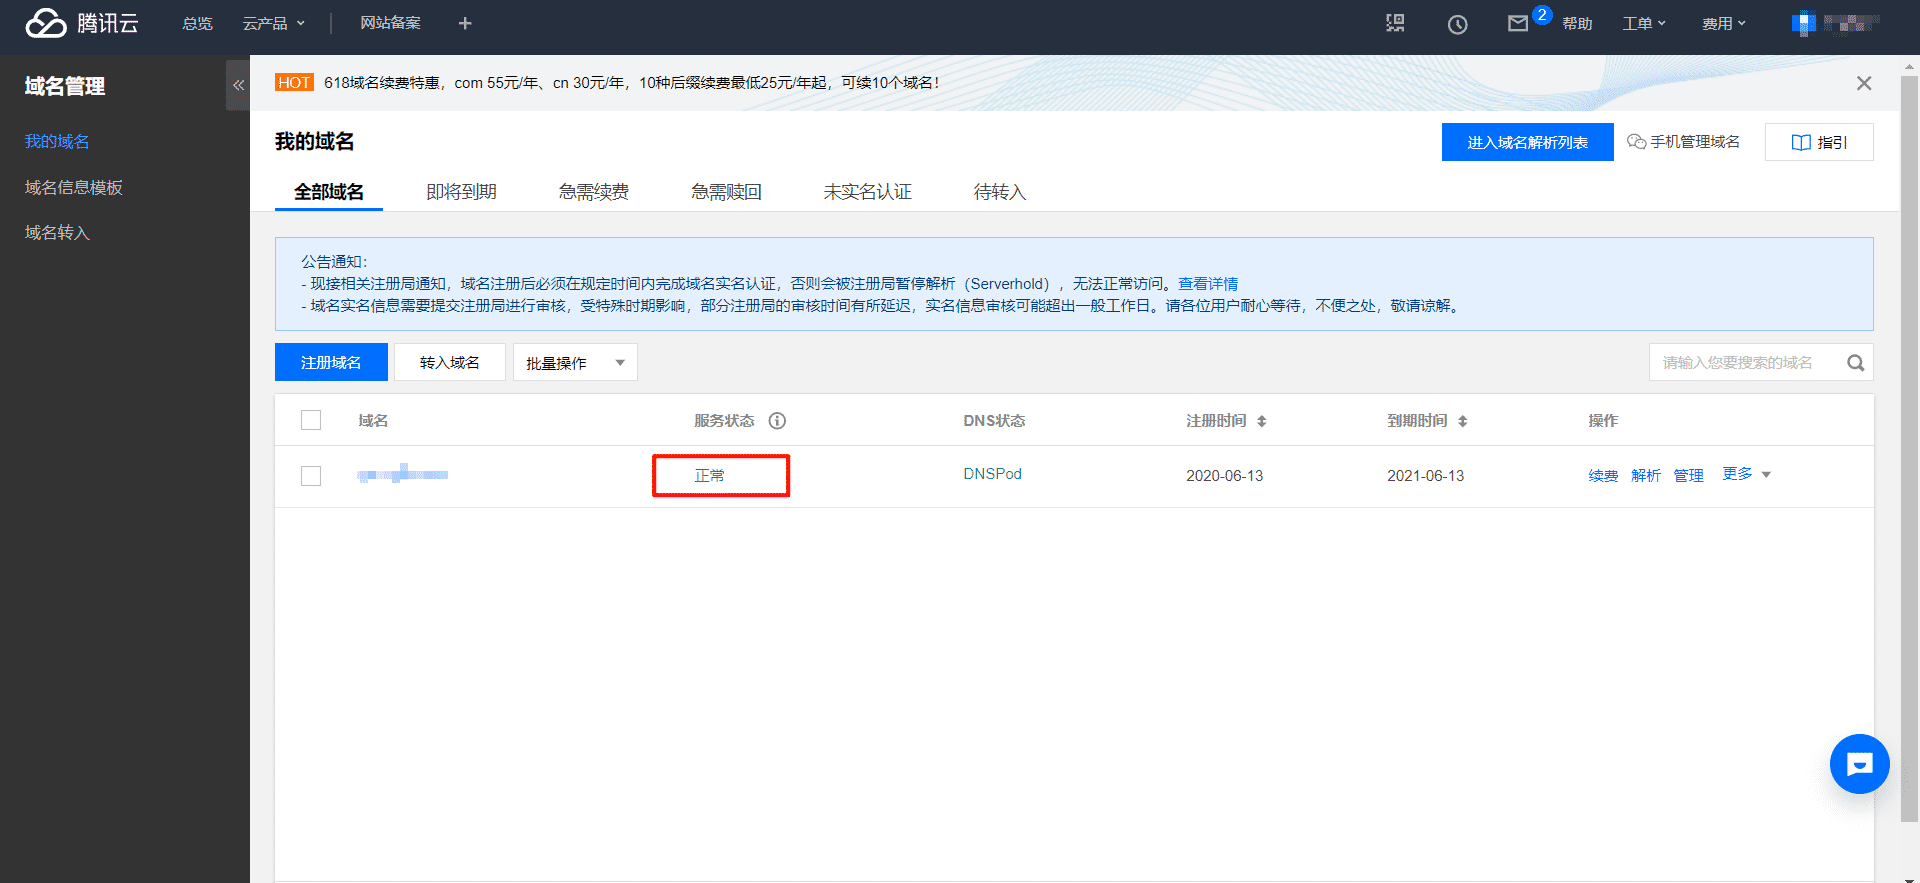 腾讯云 总览 云产品 网站备案 + 2 帮助 工单 费用
域名管理
我的域名
域名信息模板
域名转入
HOT 618域名续费特惠，com 55元/年、cn 30元/年，10种后缀续费最低25元/年起，可续10个域名！
我的域名 进入域名解析列表 手机管理域名 指引
全部域名 即将到期 急需续费 急需赎回 未实名认证 待转入
公告通知：
- 现接相关注册局通知，域名注册后必须在规定时间内完成域名实名认证，否则会被注册局暂停解析（Serverhold），无法正常访问。查看详情
- 域名实名信息需要提交注册局进行审核，受特殊时期影响，部分注册局的审核时间有所延迟，实名信息审核可能超出一般工作日。请各位用户耐心等待，不便之处，敬请谅解。
注册域名 转入域名 批量操作 请输入您要搜索的域名
域名 服务状态 DNS状态 注册时间 到期时间 操作
正常 DNSPod 2020-06-13 2021-06-13 续费 解析 管理 更多